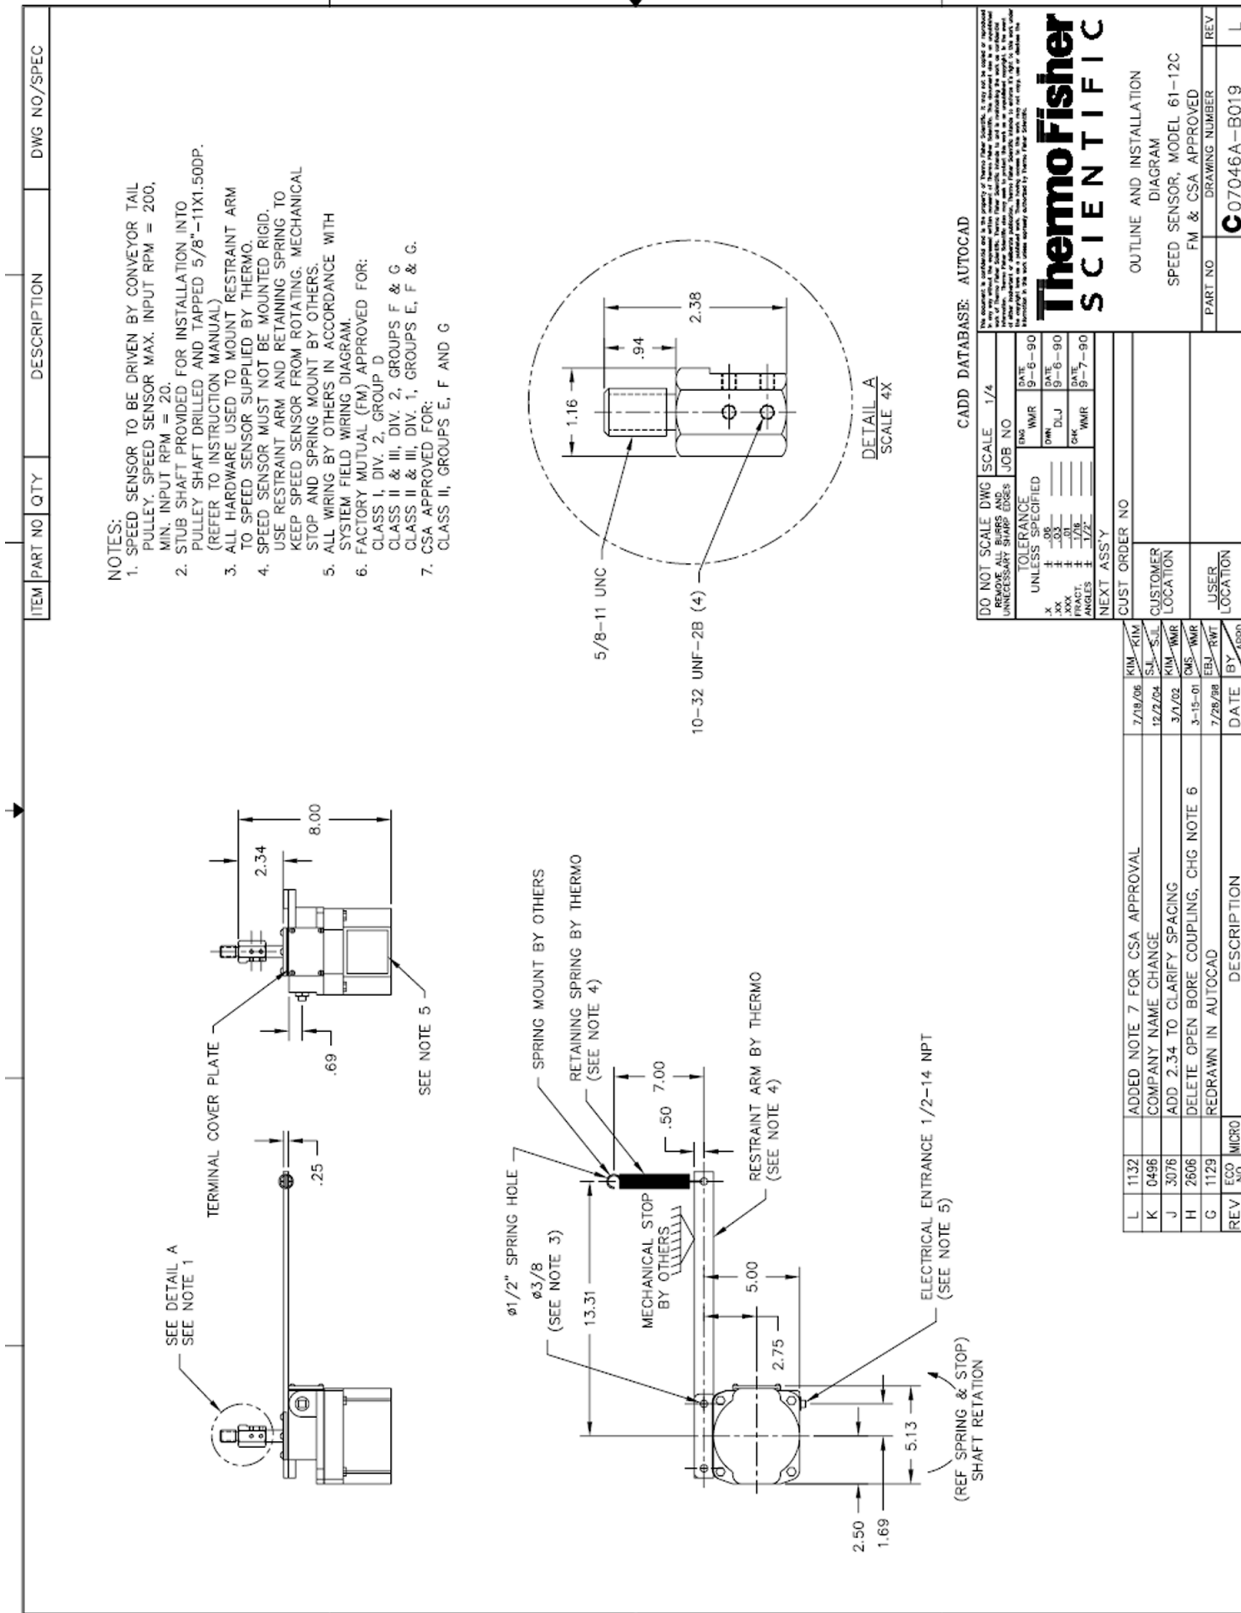 ITEM PART NO QTY DESCRIPTION DWG NO/SPEC
NOTES:
1. SPEED SENSOR TO BE DRIVEN BY CONVEYOR TAIL
PULLEY. SPEED SENSOR MAX. INPUT RPM = 200,
MIN. INPUT RPM = 20.
2. STUB SHAFT PROVIDED FOR INSTALLATION INTO
PULLEY SHAFT DRILLED AND TAPPED 5/8"-11X1.50DP.
(REFER TO INSTRUCTION MANUAL)
3. ALL HARDWARE USED TO MOUNT RESTRAINT ARM
TO SPEED SENSOR SUPPLIED BY THERMO.
4. SPEED SENSOR MUST NOT BE MOUNTED RIGID.
USE RESTRAINT ARM AND RETAINING SPRING TO
KEEP SPEED SENSOR FROM ROTATING. MECHANICAL
STOP AND SPRING MOUNT BY OTHERS.
5. ALL WIRING BY OTHERS IN ACCORDANCE WITH
SYSTEM FIELD WIRING DIAGRAM.
6. FACTORY MUTUAL (FM) APPROVED FOR:
CLASS I, DIV. 2, GROUP D
CLASS II & III, DIV. 2, GROUPS F & G
CLASS II & III, DIV. 1, GROUPS E, F & G.
7. CSA APPROVED FOR:
CLASS II, GROUPS E, F AND G
SEE DETAIL A
SEE NOTE 1
.25
TERMINAL COVER PLATE
2.34
8.00
.69
SEE NOTE 5
ø1/2" SPRING HOLE
ø3/8
(SEE NOTE 3)
13.31
SPRING MOUNT BY OTHERS
RETAINING SPRING BY THERMO
(SEE NOTE 4)
7.00
.50
MECHANICAL STOP
BY OTHERS
RESTRAINT ARM BY THERMO
(SEE NOTE 4)
5.00
2.75
ELECTRICAL ENTRANCE 1/2-14 NPT
(SEE NOTE 5)
5.13
(REF SPRING & STOP)
SHAFT RETATION
2.50
1.69
5/8-11 UNC
1.16
.94
2.38
10-32 UNF-2B (4)
DETAIL A
SCALE 4X
CADD DATABASE: AUTOCAD
DO NOT SCALE DWG
REMOVE ALL BURRS AND
UNNECESSARY SHARP EDGES
SCALE 1/4
JOB NO
TOLERANCE
UNLESS SPECIFIED
.X ± .06
.XX ± .03
.XXX ± .01
FRACT. ± 1/16
ANGLES ± 1/2°
ENG WMR DATE 9-6-90
DWN DLJ DATE 9-6-90
CHK WMR DATE 9-7-90
NEXT ASS'Y
CUST ORDER NO
CUSTOMER
LOCATION
USER
LOCATION
ThermoFisher
SCIENTIFIC
OUTLINE AND INSTALLATION
DIAGRAM
SPEED SENSOR, MODEL 61-12C
FM & CSA APPROVED
PART NO DRAWING NUMBER REV
C 07046A-B019 L
L 1132 ADDED NOTE 7 FOR CSA APPROVAL 7/18/06 KIM KIM
K 0496 COMPANY NAME CHANGE 12/2/04 SJL SJL
J 3076 ADD 2.34 TO CLARIFY SPACING 3/1/02 KIM WMR
H 2606 DELETE OPEN BORE COUPLING, CHG NOTE 6 3-15-01 CMS WMR
G 1129 REDRAWN IN AUTOCAD 7/28/98 EBJ RWT
REV ECO NO MICRO DESCRIPTION DATE BY APPD